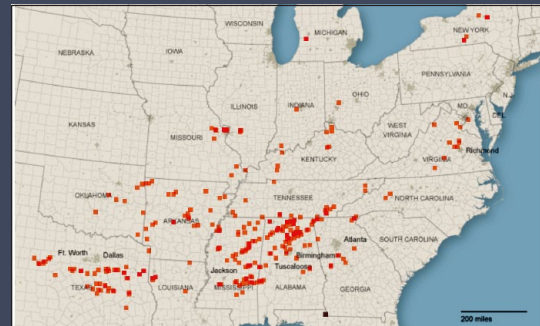 WISCONSIN
MICHIGAN
NEW YORK
NEBRASKA
IOWA
PENNSYLVANIA
N.J.
ILLINOIS
INDIANA
OHIO
MD.
DEL.
KANSAS
MISSOURI
WEST
VIRGINIA
KENTUCKY
VIRGINIA
Richmond
OKLAHOMA
ARKANSAS
TENNESSEE
NORTH CAROLINA
Ft. Worth
Dallas
Birmingham
Atlanta
SOUTH CAROLINA
Jackson
Tuscaloosa
TEXAS
LOUISIANA
MISSISSIPPI
ALABAMA
GEORGIA
200 miles